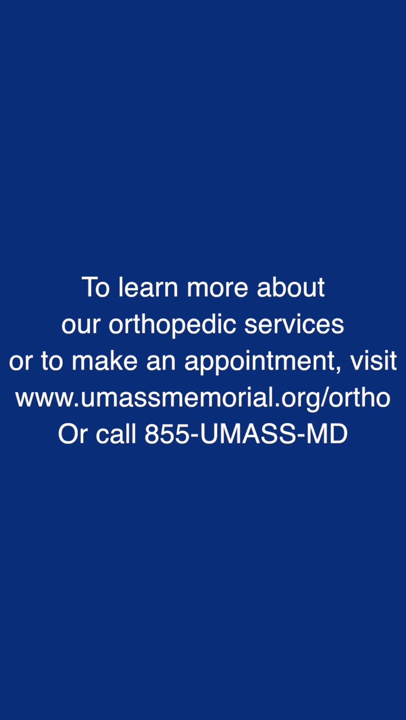 To learn more about
our orthopedic services
or to make an appointment, visit
www.umassmemorial.org/ortho
Or call 855-UMASS-MD